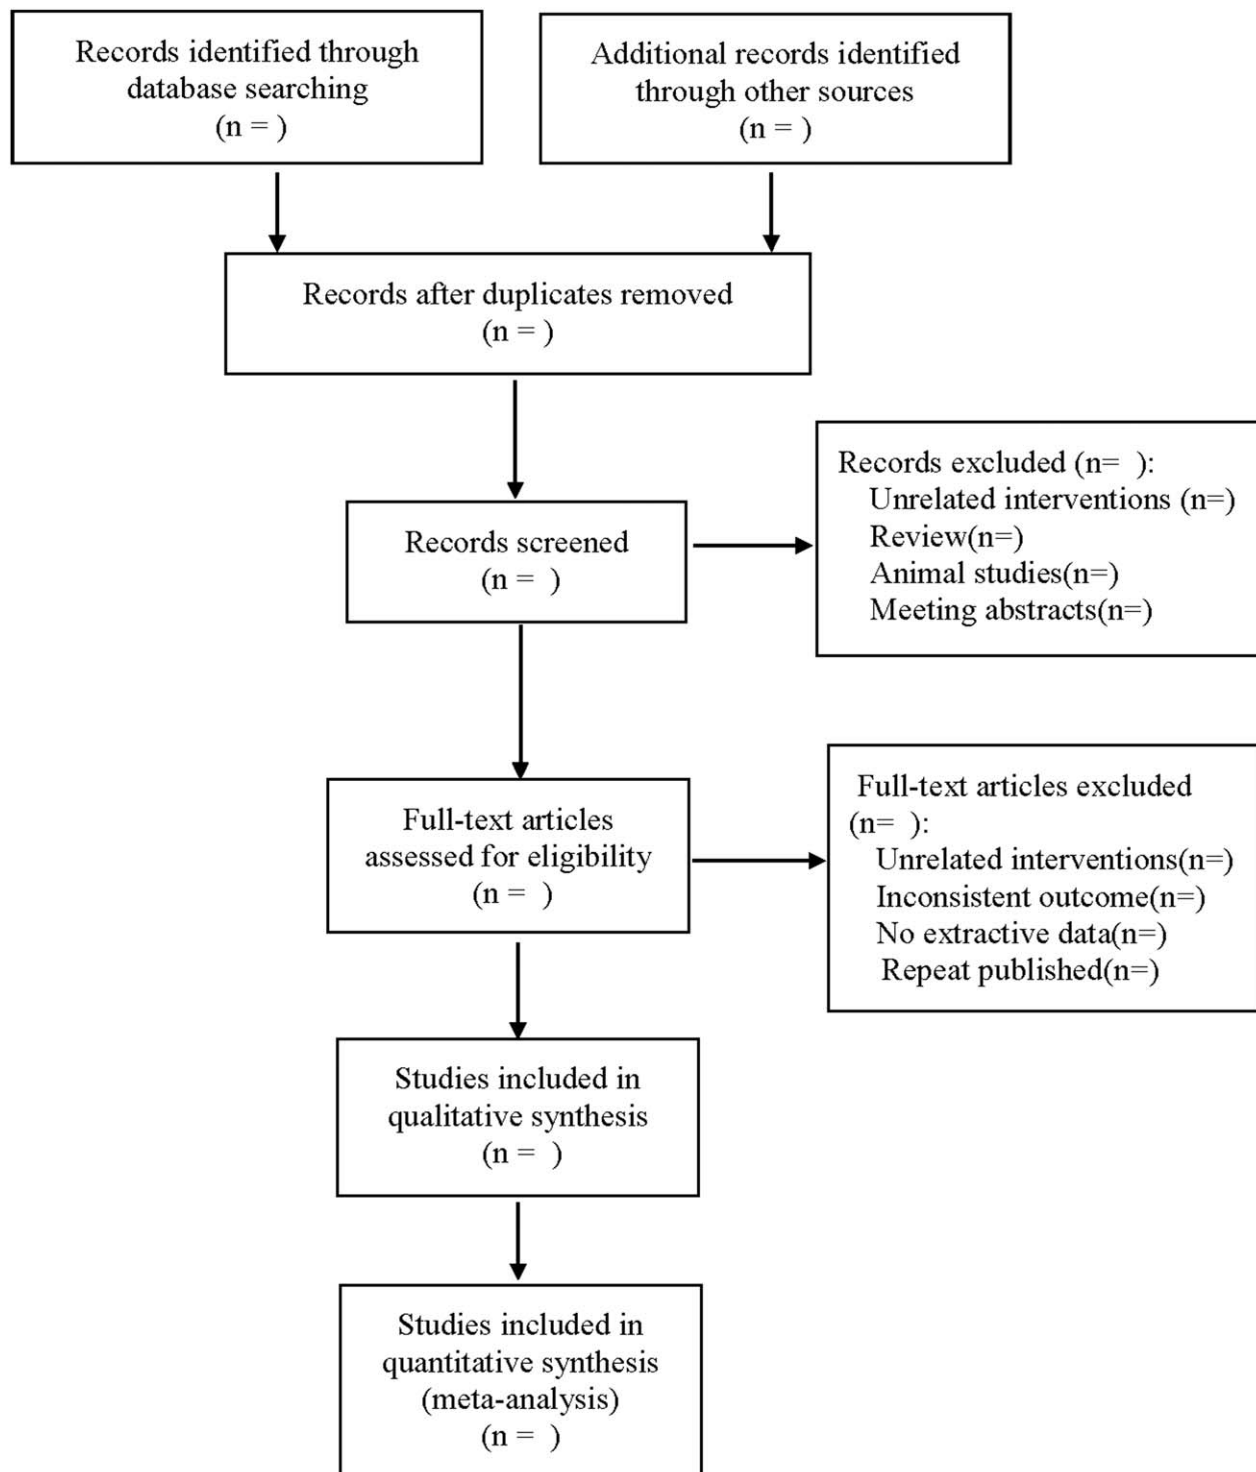 Records identified through
database searching
(n = )
Additional records identified
through other sources
(n = )
Records after duplicates removed
(n = )
Records screened
(n =  )
Records excluded (n=  ):
Unrelated interventions (n=)
Review(n=)
Animal studies(n=)
Meeting abstracts(n=)
Full-text articles
assessed for eligibility
(n =  )
Full-text articles excluded
(n=  ):
Unrelated interventions(n=)
Inconsistent outcome(n=)
No extractive data(n=)
Repeat published(n=)
Studies included in
qualitative synthesis
(n =  )
Studies included in
quantitative synthesis
(meta-analysis)
(n =  )